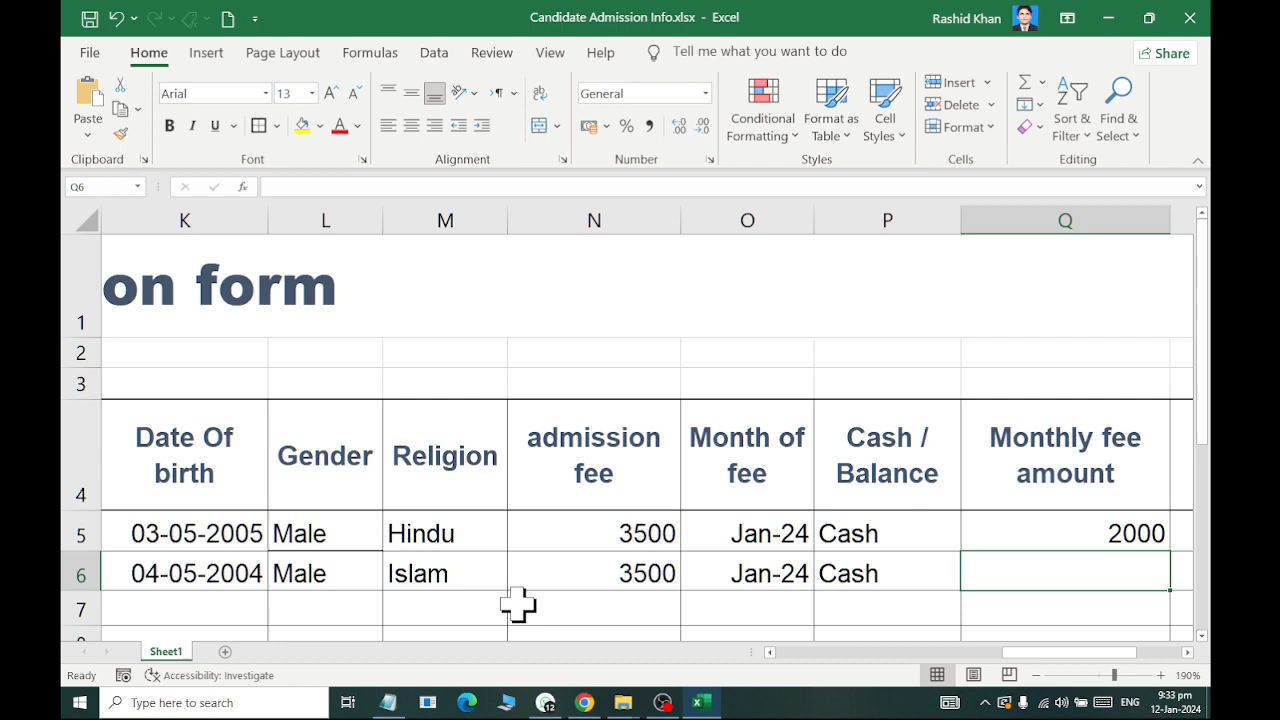 Candidate Admission Info.xlsx - Excel
Rashid Khan
File Home Insert Page Layout Formulas Data Review View Help Tell me what you want to do Share
Paste
Clipboard
Arial 13
B I U
Font
Alignment
General
Number
Conditional Formatting
Format as Table
Cell Styles
Styles
Insert
Delete
Format
Cells
Sort & Filter
Find & Select
Editing
Q6 fx
K L M N O P Q
1 on form
2
3
4 Date Of birth Gender Religion admission fee Month of fee Cash / Balance Monthly fee amount
5 03-05-2005 Male Hindu 3500 Jan-24 Cash 2000
6 04-05-2004 Male Islam 3500 Jan-24 Cash
7
Sheet1
Ready Accessibility: Investigate 190%
Type here to search
12
ENG
9:33 pm
12-Jan-2024